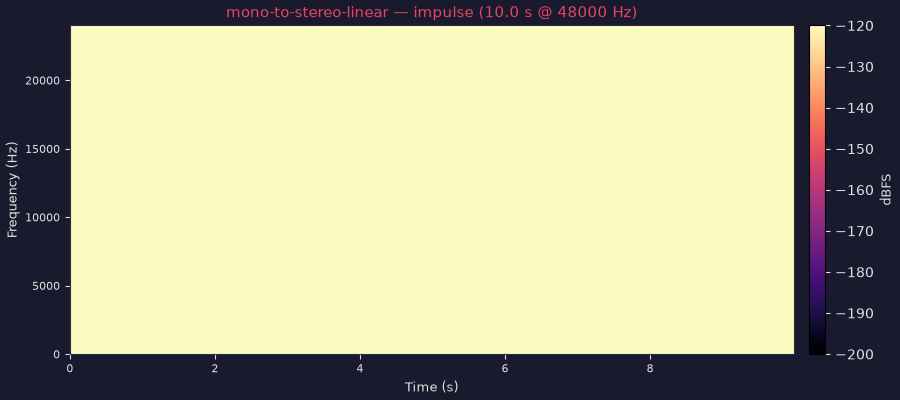 mono-to-stereo-linear — impulse (10.0 s @ 48000 Hz)
20000
15000
10000
5000
0
Frequency (Hz)
0 2 4 6 8
Time (s)
−120
−130
−140
−150
−160
−170
−180
−190
−200
dBFS